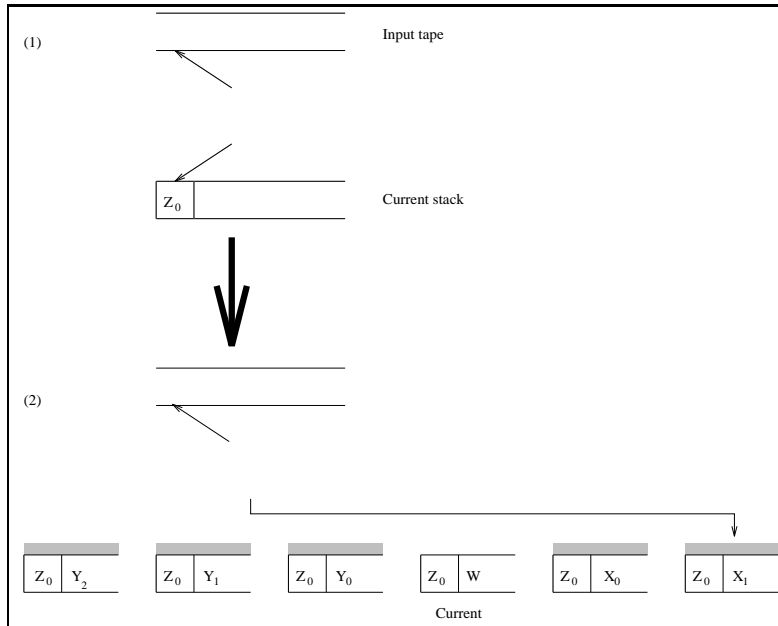 (1) Input tape
Z₀ Current stack
(2)
Z₀ Y₂ Z₀ Y₁ Z₀ Y₀ Z₀ W Z₀ X₀ Z₀ X₁
Current